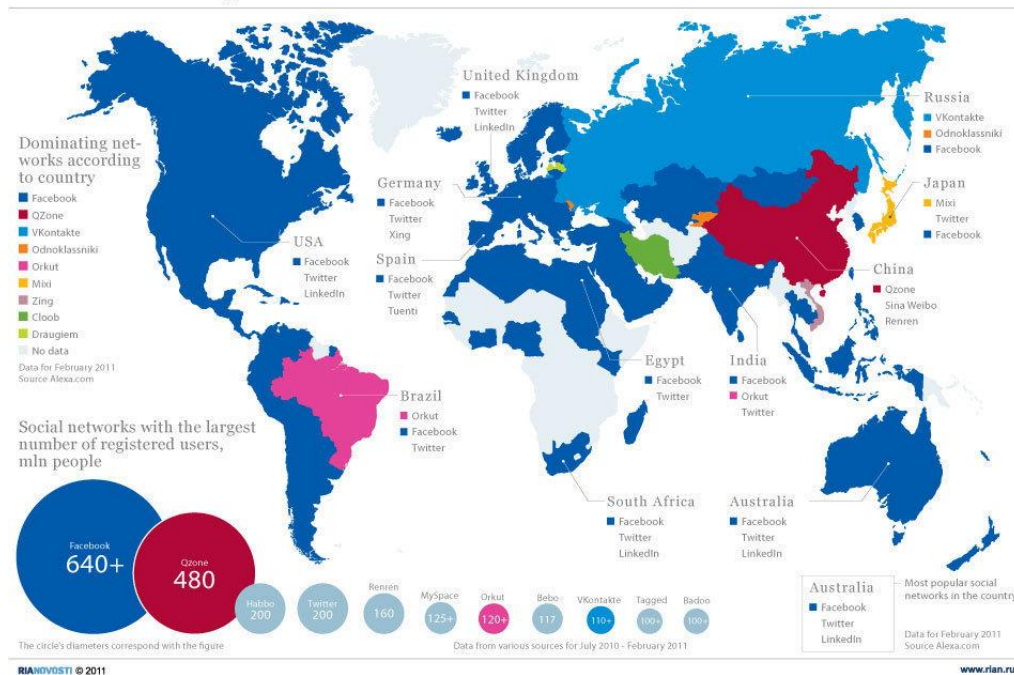 United Kingdom
Facebook
Twitter
LinkedIn
Russia
VKontakte
Odnoklassniki
Facebook
Dominating net-
works according
to country
Facebook
QZone
VKontakte
Odnoklassniki
Orkut
Mixi
Zing
Cloob
Draugiem
No data
Data for February 2011
Source Alexa.com
Germany
Facebook
Twitter
Xing
Japan
Mixi
Twitter
Facebook
USA
Facebook
Twitter
LinkedIn
Spain
Facebook
Twitter
Tuenti
China
Qzone
Sina Weibo
Renren
Egypt
Facebook
Twitter
India
Facebook
Orkut
Twitter
Brazil
Orkut
Facebook
Twitter
Social networks with the largest
number of registered users,
mln people
South Africa
Facebook
Twitter
LinkedIn
Australia
Facebook
Twitter
LinkedIn
Facebook
640+
Qzone
480
Habbo
200
Twitter
200
Renren
160
MySpace
125+
Orkut
120+
Bebo
117
VKontakte
110+
Tagged
100+
Badoo
100+
Australia
Facebook
Twitter
LinkedIn
Most popular social
networks in the country
Data for February 2011
Source Alexa.com
The circle's diameters correspond with the figure
Data from various sources for July 2010 - February 2011
RIANOVOSTI © 2011
www.rian.ru